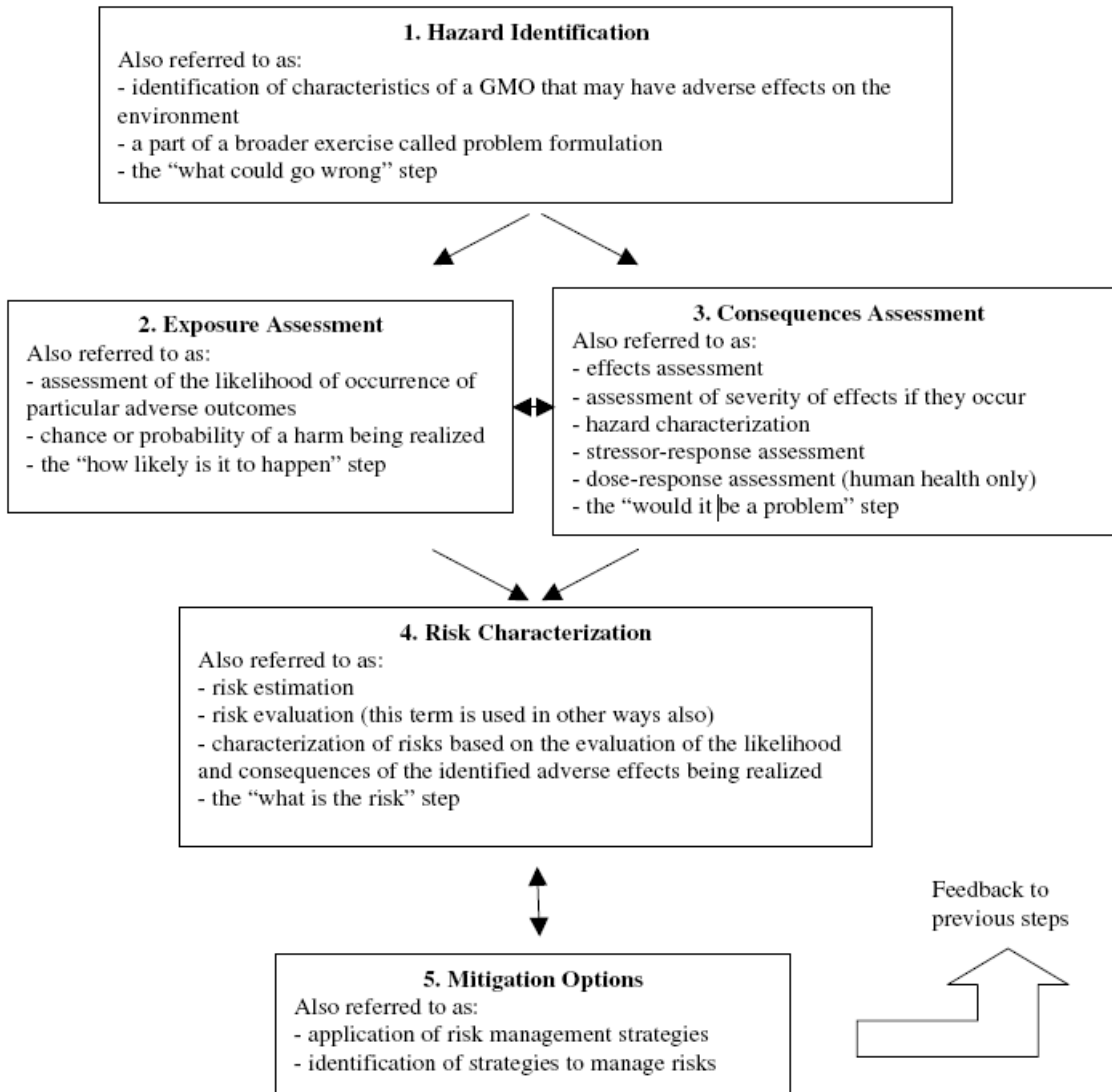 1. Hazard Identification
Also referred to as:
- identification of characteristics of a GMO that may have adverse effects on the
environment
- a part of a broader exercise called problem formulation
- the “what could go wrong” step
2. Exposure Assessment
Also referred to as:
- assessment of the likelihood of occurrence of
particular adverse outcomes
- chance or probability of a harm being realized
- the “how likely is it to happen” step
3. Consequences Assessment
Also referred to as:
- effects assessment
- assessment of severity of effects if they occur
- hazard characterization
- stressor-response assessment
- dose-response assessment (human health only)
- the “would it be a problem” step
4. Risk Characterization
Also referred to as:
- risk estimation
- risk evaluation (this term is used in other ways also)
- characterization of risks based on the evaluation of the likelihood
and consequences of the identified adverse effects being realized
- the “what is the risk” step
Feedback to
previous steps
5. Mitigation Options
Also referred to as:
- application of risk management strategies
- identification of strategies to manage risks